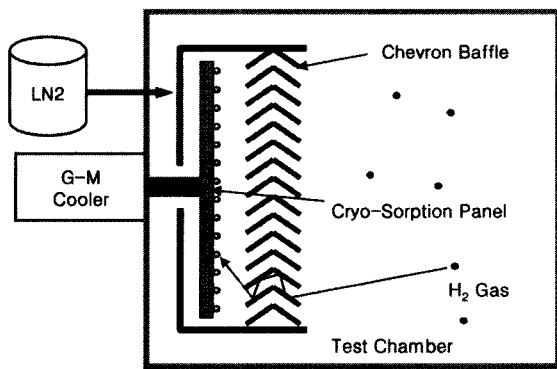 Chevron Baffle
LN2
G-M
Cooler
Cryo-Sorption Panel
H₂ Gas
Test Chamber